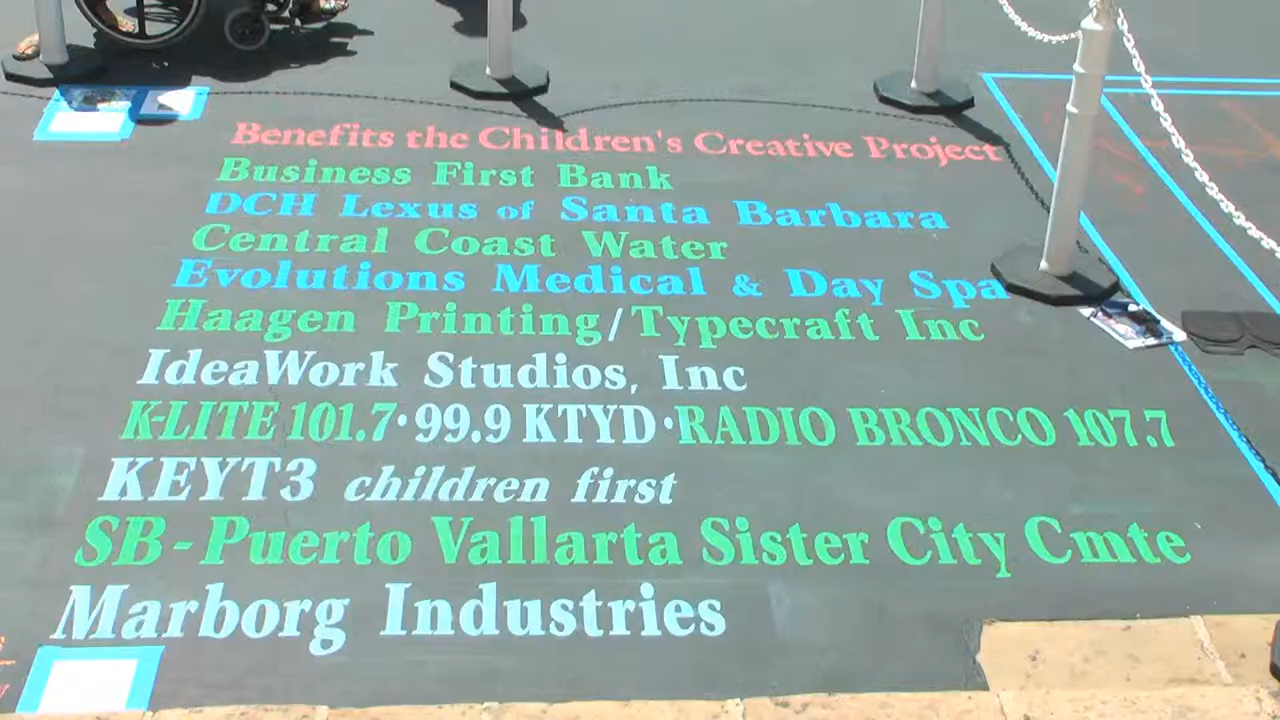 Benefits the Children's Creative Project
Business First Bank
DCH Lexus of Santa Barbara
Central Coast Water
Evolutions Medical & Day Spa
Haagen Printing/Typecraft Inc
IdeaWork Studios, Inc
K-LITE 101.7•99.9 KTYD•RADIO BRONCO 107.7
KEYT3 children first
SB-Puerto Vallarta Sister City Cmte
Marborg Industries